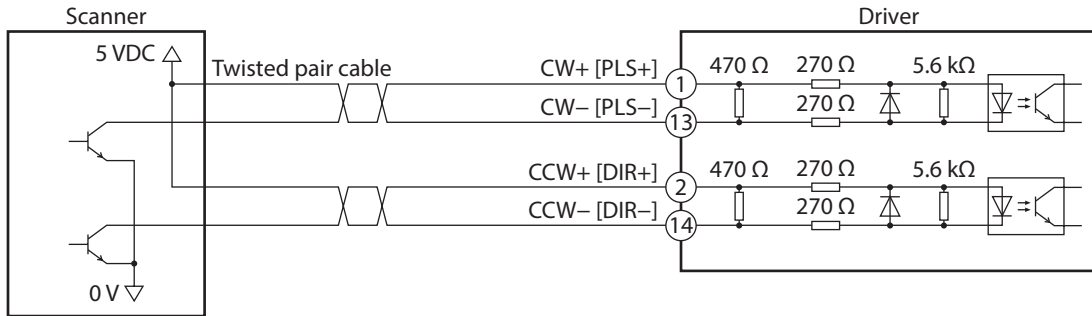 Scanner
Driver
5 VDC
Twisted pair cable
CW+ [PLS+]
1
470 Ω
270 Ω
5.6 kΩ
CW− [PLS−]
13
270 Ω
CCW+ [DIR+]
2
470 Ω
270 Ω
5.6 kΩ
CCW− [DIR−]
14
270 Ω
0 V